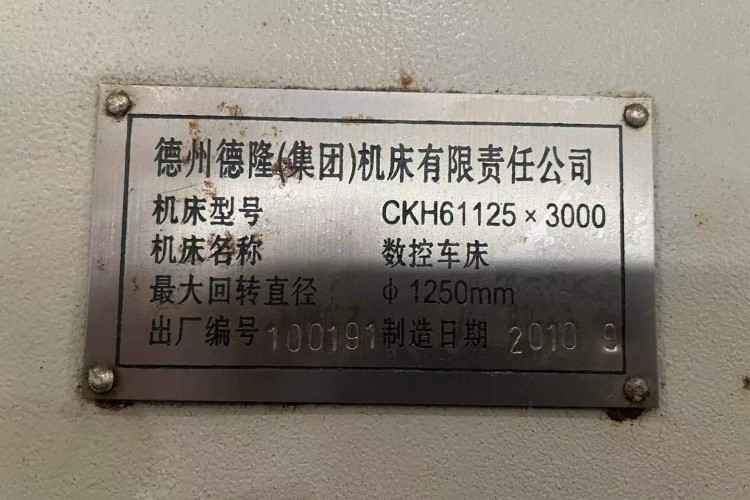 德州德隆(集团)机床有限责任公司
机床型号 CKH61125×3000
机床名称 数控车床
最大回转直径 ф 1250mm
出厂编号 100191 制造日期 2010 9